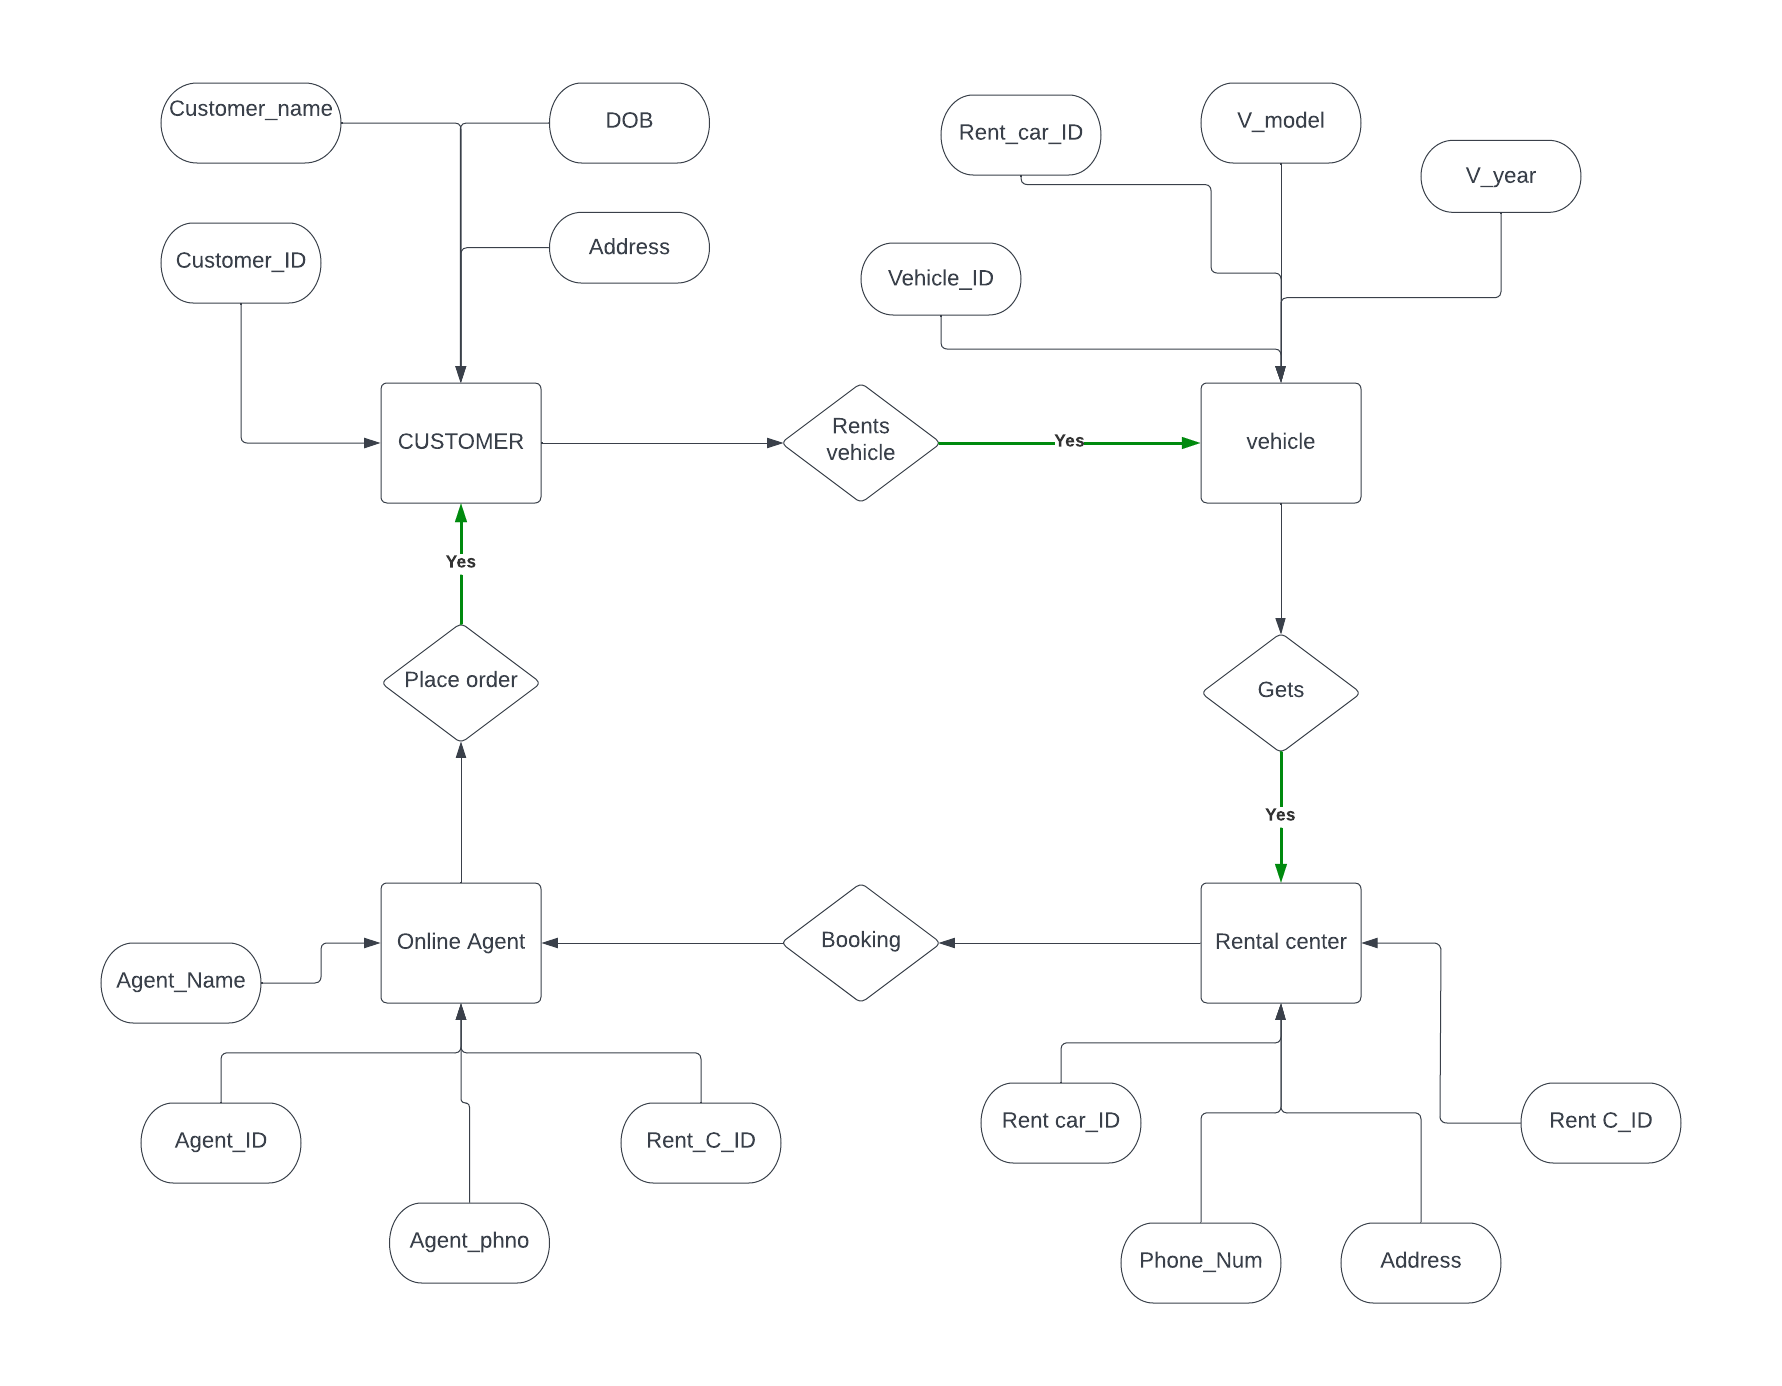 Customer_name
DOB
Rent_car_ID
V_model
V_year
Customer_ID
Address
Vehicle_ID
CUSTOMER
Rents
vehicle
Yes
vehicle
Yes
Place order
Gets
Yes
Online Agent
Booking
Rental center
Agent_Name
Agent_ID
Rent_C_ID
Rent car_ID
Rent C_ID
Agent_phno
Phone_Num
Address